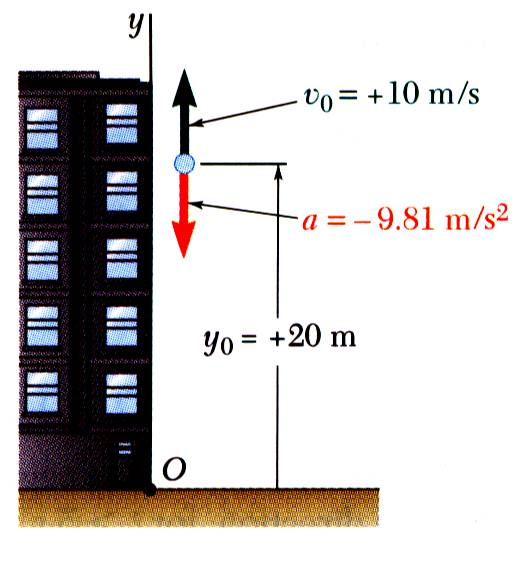 y
v₀ = +10 m/s
a = − 9.81 m/s²
y₀ = +20 m
O